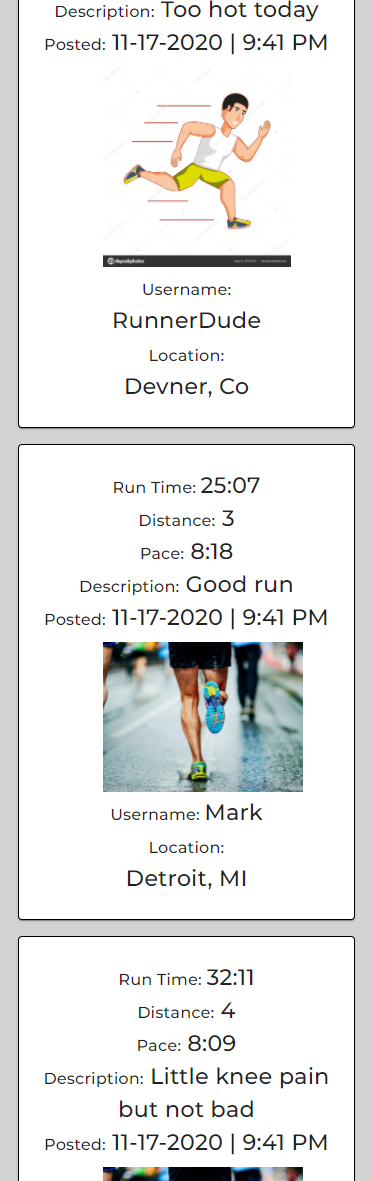 Description: Too hot today
Posted: 11-17-2020 | 9:41 PM
depositphotos
Username:
RunnerDude
Location:
Devner, Co
Run Time: 25:07
Distance: 3
Pace: 8:18
Description: Good run
Posted: 11-17-2020 | 9:41 PM
Username: Mark
Location:
Detroit, MI
Run Time: 32:11
Distance: 4
Pace: 8:09
Description: Little knee pain
but not bad
Posted: 11-17-2020 | 9:41 PM